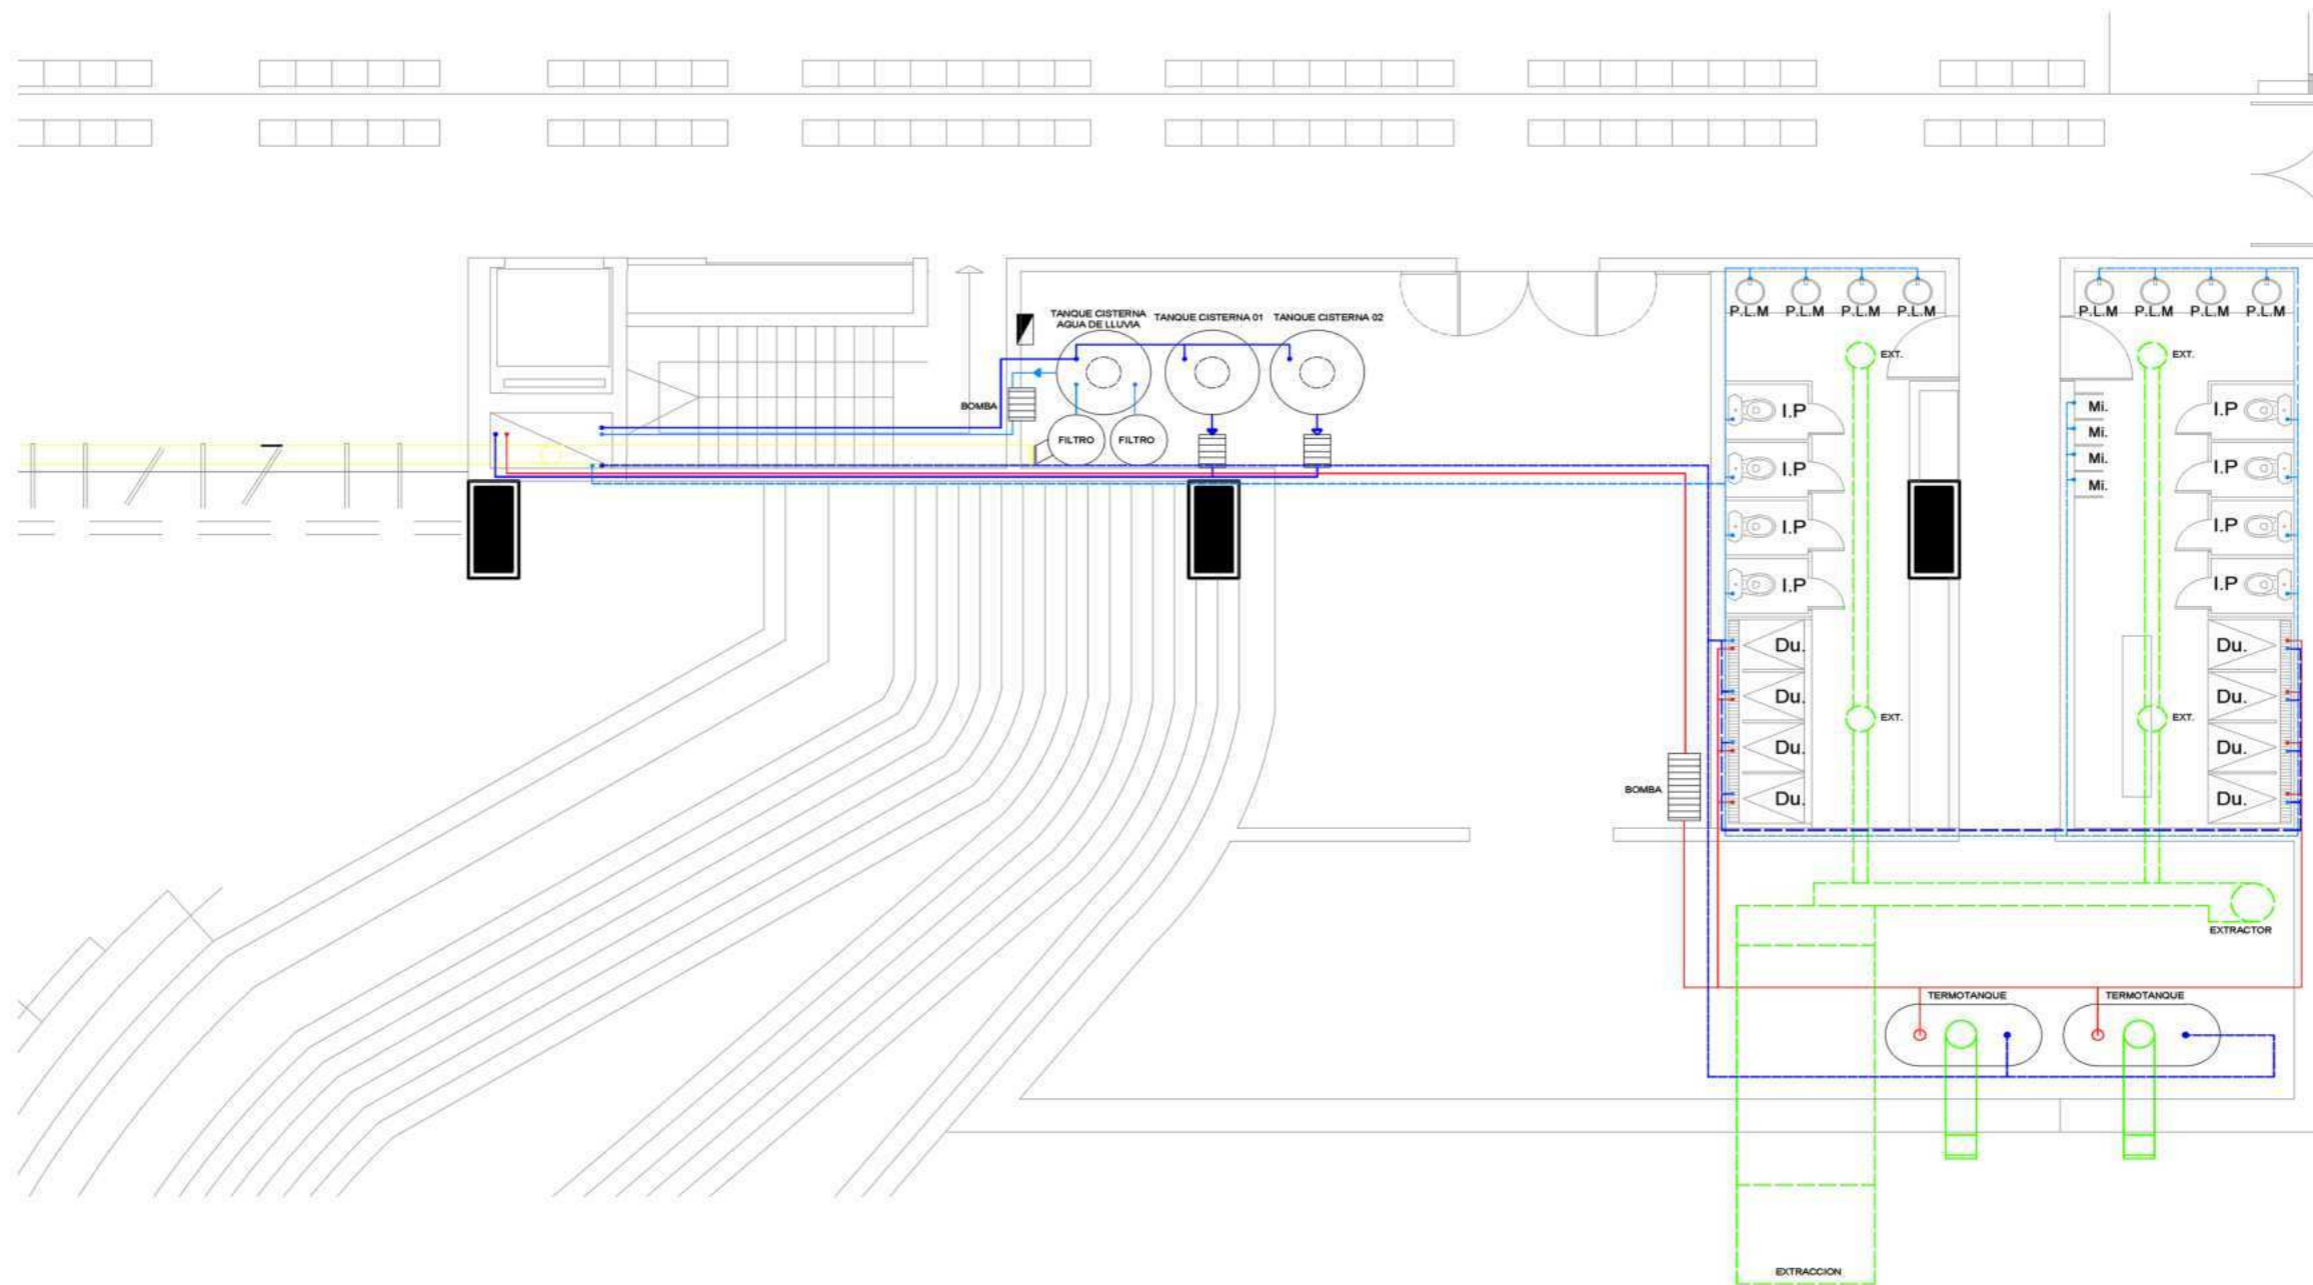 TANQUE CISTERNA
AGUA DE LLUVIA
TANQUE CISTERNA 01
TANQUE CISTERNA 02
BOMBA
FILTRO
FILTRO
P.L.M
P.L.M
P.L.M
P.L.M
P.L.M
P.L.M
P.L.M
P.L.M
EXT.
EXT.
I.P
I.P
I.P
I.P
Mi.
Mi.
Mi.
Mi.
I.P
I.P
I.P
I.P
Du.
Du.
Du.
Du.
EXT.
EXT.
Du.
Du.
Du.
Du.
BOMBA
EXTRACTOR
TERMOTANQUE
TERMOTANQUE
EXTRACCION